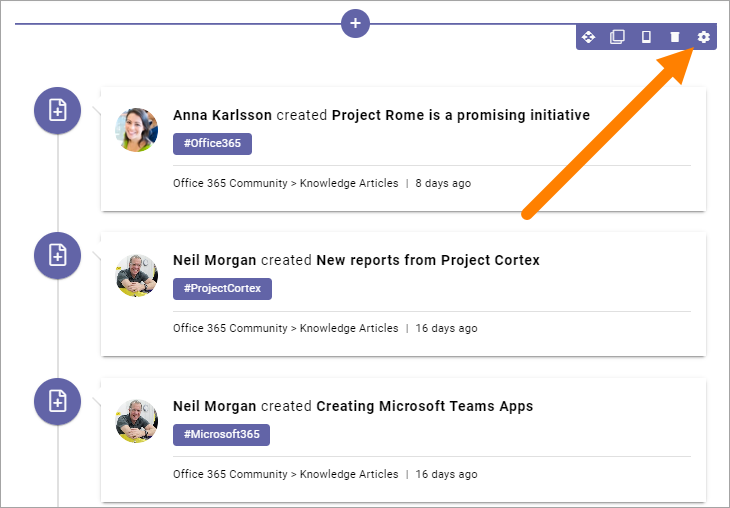 Anna Karlsson created Project Rome is a promising initiative
#Office365
Office 365 Community > Knowledge Articles | 8 days ago
Neil Morgan created New reports from Project Cortex
#ProjectCortex
Office 365 Community > Knowledge Articles | 16 days ago
Neil Morgan created Creating Microsoft Teams Apps
#Microsoft365
Office 365 Community > Knowledge Articles | 16 days ago